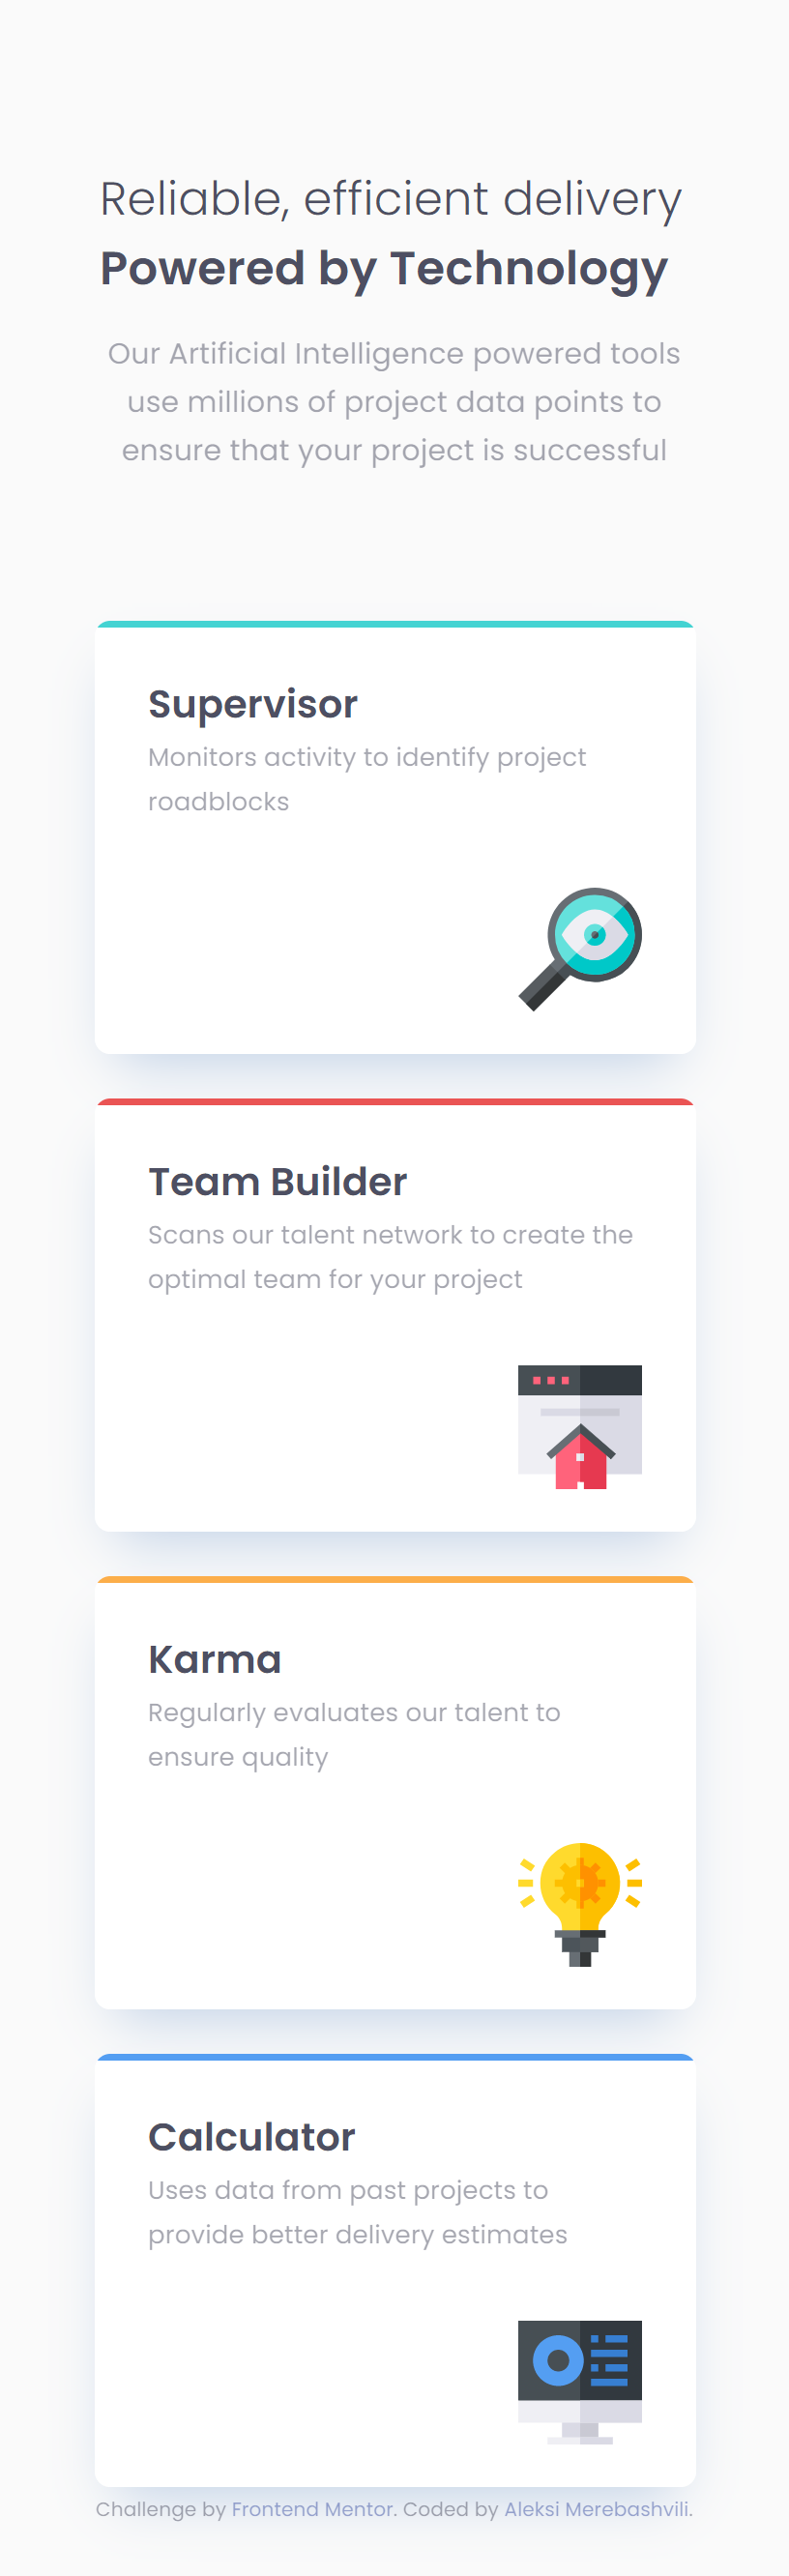 Reliable, efficient delivery
Powered by Technology
Our Artificial Intelligence powered tools
use millions of project data points to
ensure that your project is successful
Supervisor
Monitors activity to identify project
roadblocks
Team Builder
Scans our talent network to create the
optimal team for your project
Karma
Regularly evaluates our talent to
ensure quality
Calculator
Uses data from past projects to
provide better delivery estimates
Challenge by Frontend Mentor. Coded by Aleksi Merebashvili.